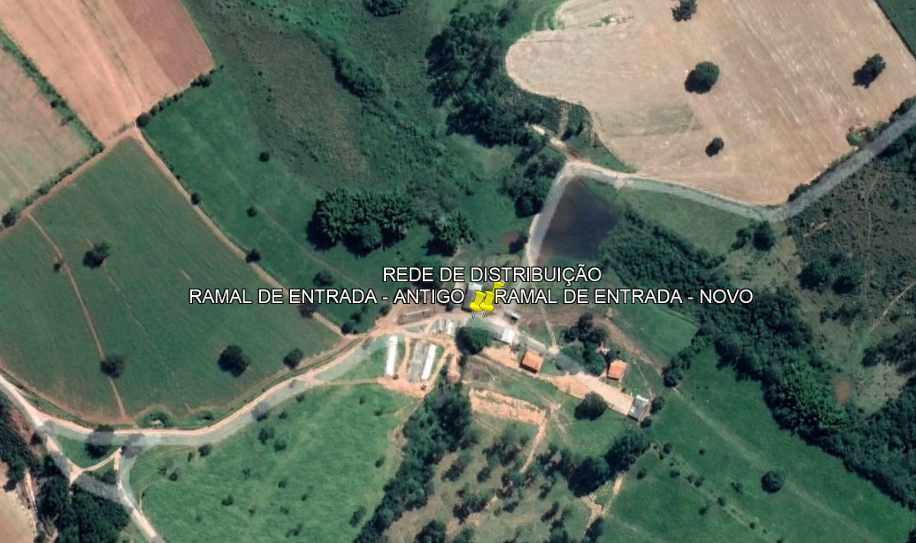 REDE DE DISTRIBUIÇÃO
RAMAL DE ENTRADA - ANTIGO RAMAL DE ENTRADA - NOVO